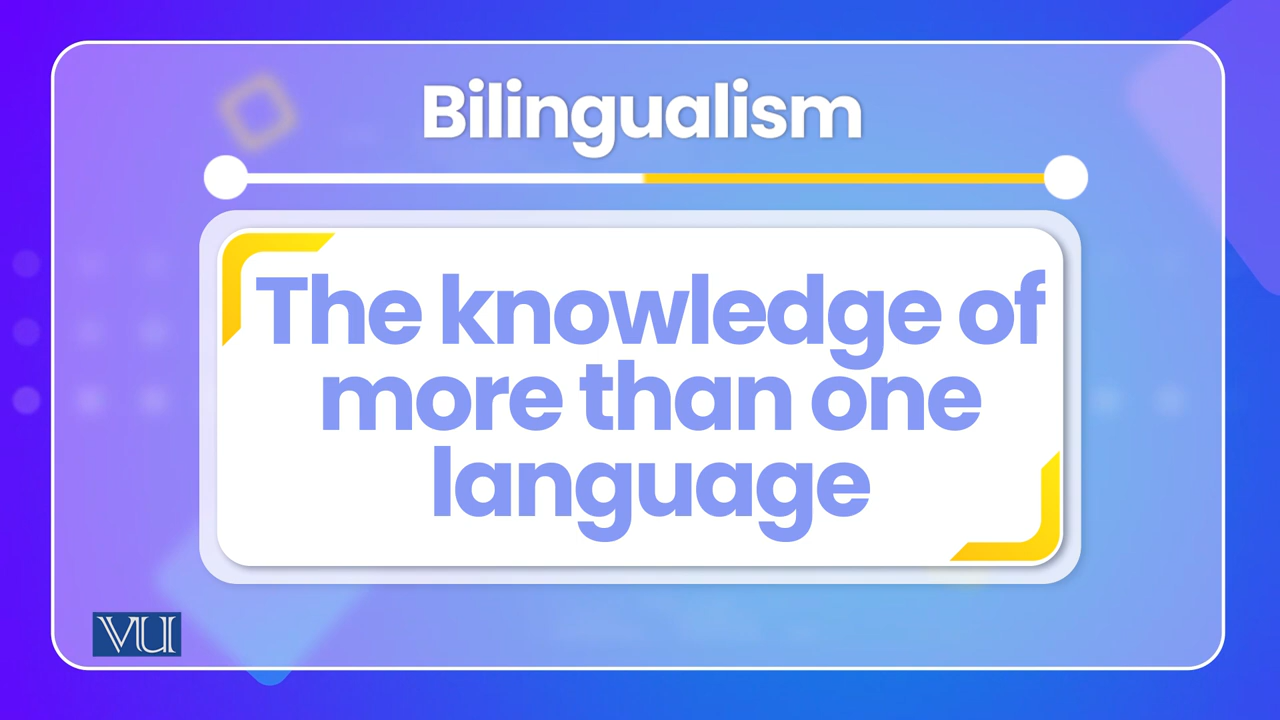 Bilingualism
The knowledge of
more than one
language
VU